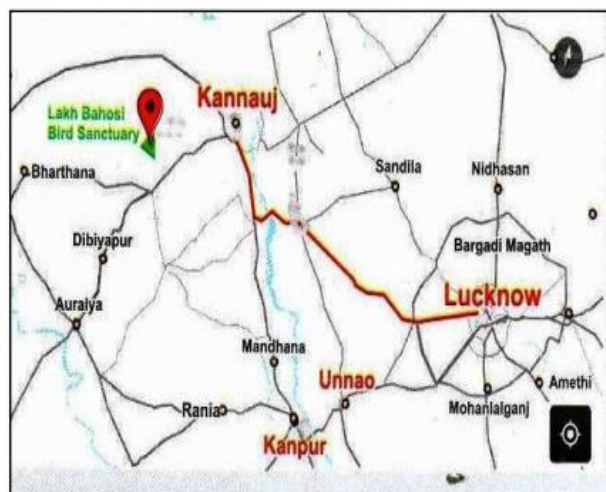 Kannauj
Lakh Bahosi
Bird Sanctuary
Bharthana
Sandila
Nidhasan
Dibiyapur
Bargadi Magath
Auraiya
Lucknow
Mandhana
Unnao
Amethi
Rania
Mohanlalganj
Kanpur